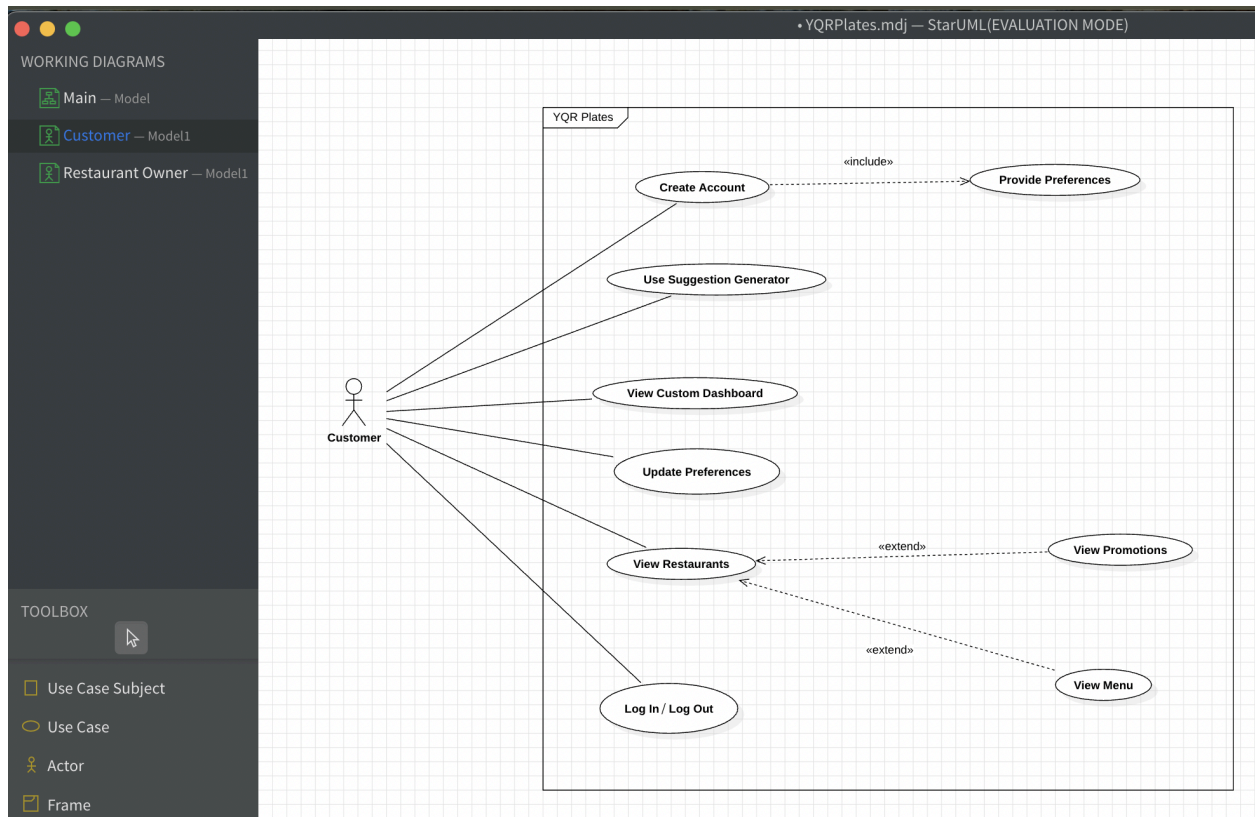 • YQRPlates.mdj — StarUML(EVALUATION MODE)
WORKING DIAGRAMS
Main — Model
Customer — Model1
Restaurant Owner — Model1
TOOLBOX
Use Case Subject
Use Case
Actor
Frame
YQR Plates
«include»
Create Account
Provide Preferences
Use Suggestion Generator
View Custom Dashboard
Customer
Update Preferences
«extend»
View Restaurants
View Promotions
«extend»
View Menu
Log In / Log Out